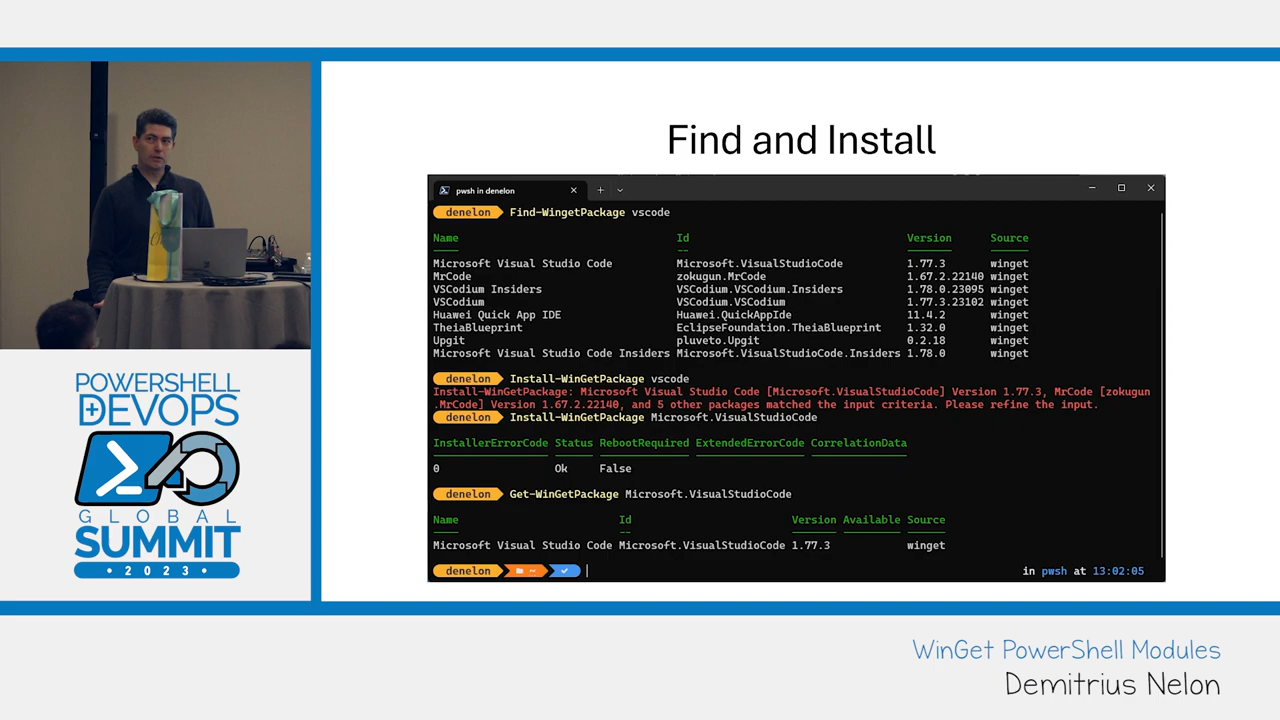 Find and Install
pwsh in denelon
denelon Find-WingetPackage vscode
Name Id Version Source
Microsoft Visual Studio Code Microsoft.VisualStudioCode 1.77.3 winget
MrCode zokugun.MrCode 1.67.2.22140 winget
VSCodium Insiders VSCodium.VSCodium.Insiders 1.78.0.23095 winget
VSCodium VSCodium.VSCodium 1.77.3.23102 winget
Huawei Quick App IDE Huawei.QuickAppIde 11.4.2 winget
TheiaBlueprint EclipseFoundation.TheiaBlueprint 1.32.0 winget
Upgit pluveto.Upgit 0.2.18 winget
Microsoft Visual Studio Code Insiders Microsoft.VisualStudioCode.Insiders 1.78.0 winget
denelon Install-WinGetPackage vscode
Install-WinGetPackage: Microsoft Visual Studio Code [Microsoft.VisualStudioCode] Version 1.77.3, MrCode [zokugun
.MrCode] Version 1.67.2.22140, and 5 other packages matched the input criteria. Please refine the input.
denelon Install-WinGetPackage Microsoft.VisualStudioCode
InstallerErrorCode Status RebootRequired ExtendedErrorCode CorrelationData
0 Ok False
denelon Get-WinGetPackage Microsoft.VisualStudioCode
Name Id Version Available Source
Microsoft Visual Studio Code Microsoft.VisualStudioCode 1.77.3 winget
denelon ~ in pwsh at 13:02:05
POWERSHELL
+DEVOPS
GLOBAL
SUMMIT
• 2023 •
WinGet PowerShell Modules
Demitrius Nelon